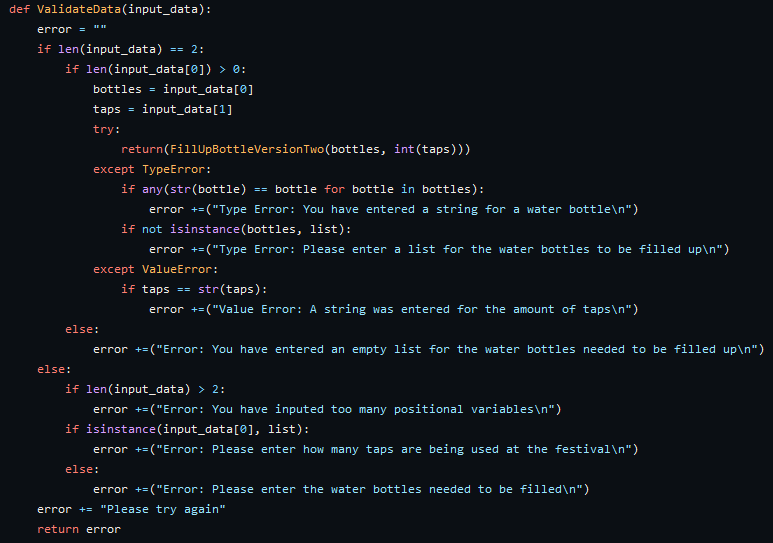 def ValidateData(input_data):
    error = ""
    if len(input_data) == 2:
        if len(input_data[0]) > 0:
            bottles = input_data[0]
            taps = input_data[1]
            try:
                return(FillUpBottleVersionTwo(bottles, int(taps)))
            except TypeError:
                if any(str(bottle) == bottle for bottle in bottles):
                    error +=("Type Error: You have entered a string for a water bottle\n")
                if not isinstance(bottles, list):
                    error +=("Type Error: Please enter a list for the water bottles to be filled up\n")
            except ValueError:
                if taps == str(taps):
                    error +=("Value Error: A string was entered for the amount of taps\n")
        else:
            error +=("Error: You have entered an empty list for the water bottles needed to be filled up\n")
    else:
        if len(input_data) > 2:
            error +=("Error: You have inputed too many positional variables\n")
        if isinstance(input_data[0], list):
            error +=("Error: Please enter how many taps are being used at the festival\n")
        else:
            error +=("Error: Please enter the water bottles needed to be filled\n")
    error += "Please try again"
    return error